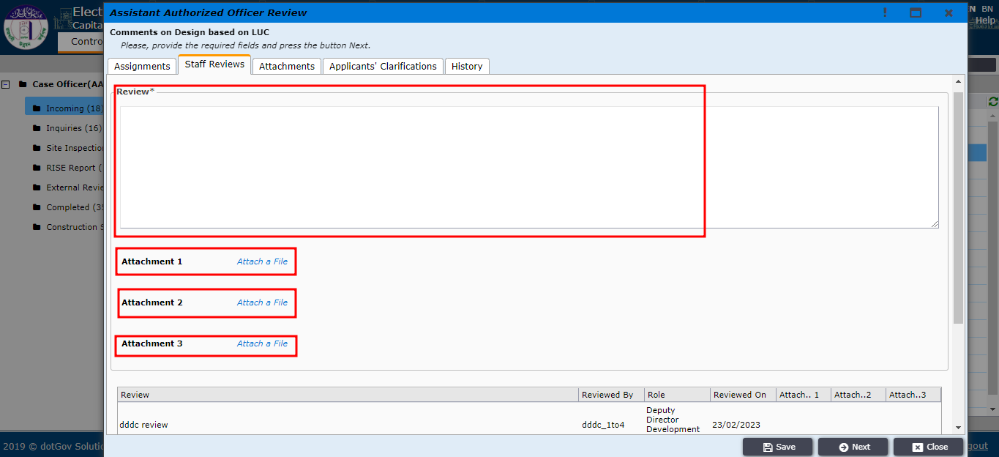 Elect
Capita
Contro
Assistant Authorized Officer Review
EN BN
Help
Comments on Design based on LUC
Please, provide the required fields and press the button Next.
Assignments Staff Reviews Attachments Applicants' Clarifications History
Case Officer(AA
Incoming (18)
Inquiries (16)
Site Inspection
RISE Report (
External Revie
Completed (35
Construction S
Review*
Attachment 1 Attach a File
Attachment 2 Attach a File
Attachment 3 Attach a File
Review Reviewed By Role Reviewed On Attach.. 1 Attach..2 Attach..3
dddc review dddc_1to4 Deputy Director Development 23/02/2023
Save Next Close
2019 © dotGov Solutio
gout